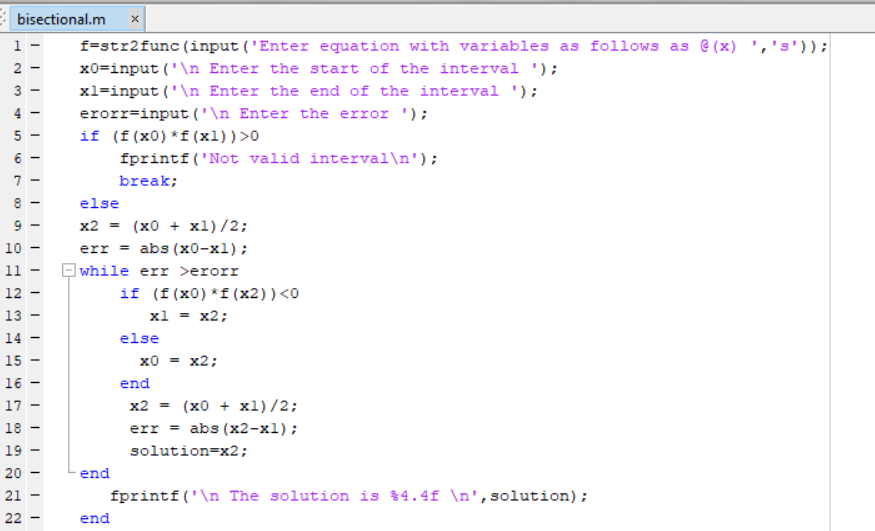 bisectional.m ×
1 – f=str2func(input('Enter equation with variables as follows as @(x) ','s'));
2 – x0=input('\n Enter the start of the interval ');
3 – x1=input('\n Enter the end of the interval ');
4 – erorr=input('\n Enter the error ');
5 – if (f(x0)*f(x1))>0
6 – fprintf('Not valid interval\n');
7 – break;
8 – else
9 – x2 = (x0 + x1)/2;
10 – err = abs(x0-x1);
11 – while err >erorr
12 – if (f(x0)*f(x2))<0
13 – x1 = x2;
14 – else
15 – x0 = x2;
16 – end
17 – x2 = (x0 + x1)/2;
18 – err = abs(x2-x1);
19 – solution=x2;
20 – end
21 – fprintf('\n The solution is %4.4f \n',solution);
22 – end